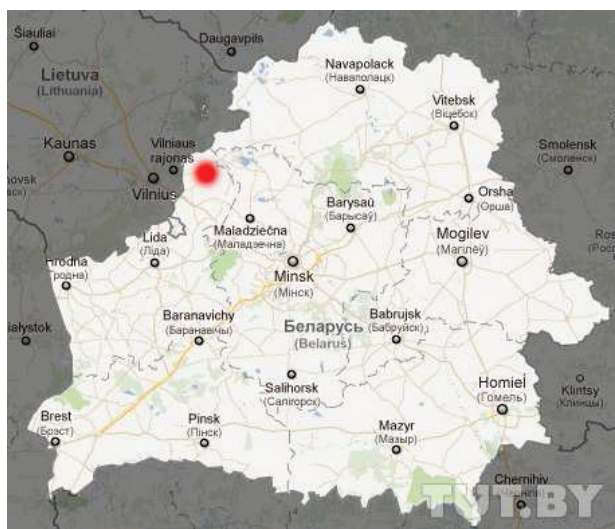 Šiauliai
Daugavpils
Lietuva
(Lithuania)
Navapolack
(Наваполацк)
Vitebsk
(Віцебск)
Kaunas
Vilniaus
rajonas
Vilnius
Smolensk
(Смоленск)
Orsha
(Орша)
Barysaŭ
(Барысаў)
Maladziečna
(Маладзечна)
Lida
(Ліда)
Mogilev
(Магілёў)
Hrodna
Minsk
(Мінск)
Baranavichy
(Баранавічы)
Беларусь
(Belarus)
Babrujsk
(Бабруйск)
Salihorsk
(Салігорск)
Homiel
(Гомель)
Klintsy
(Клинцы)
Brest
(Брэст)
Pinsk
(Пінск)
Mazyr
(Мазыр)
Chernihiv
TUT.BY